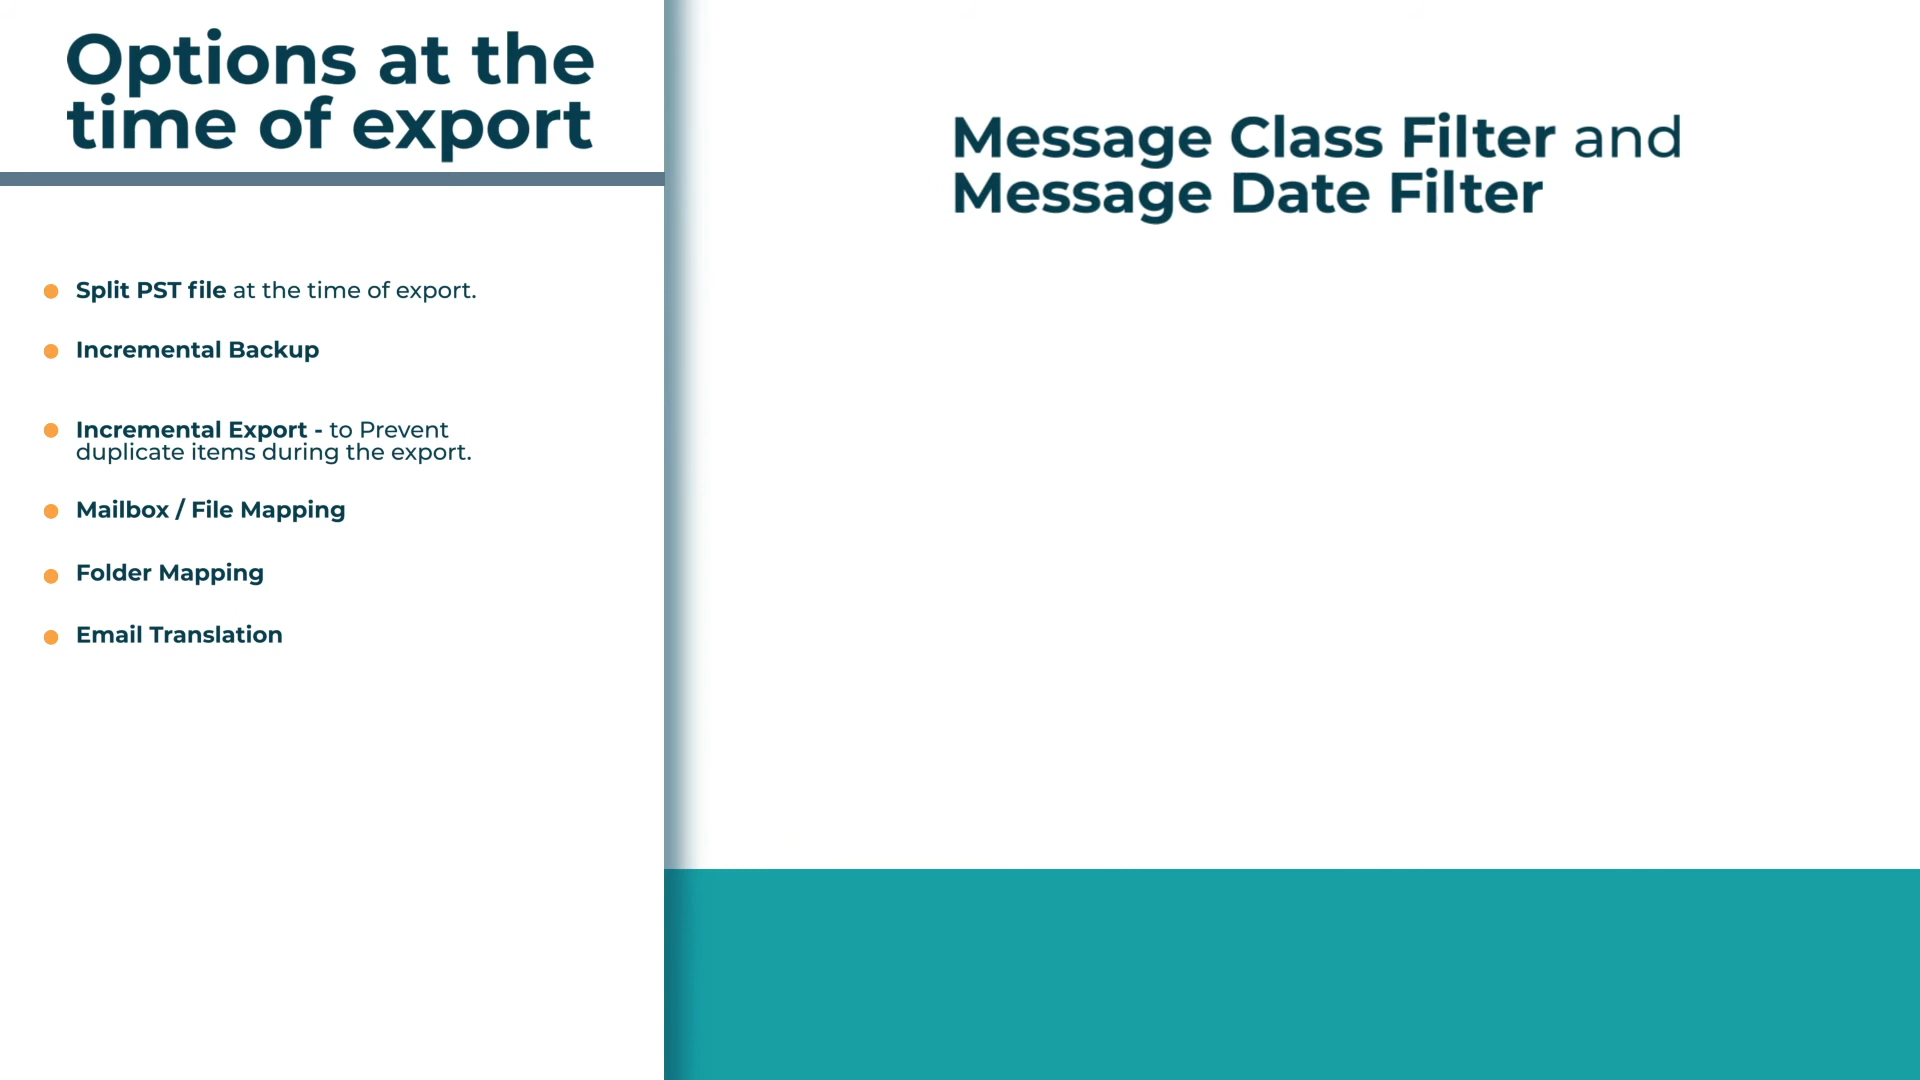 Options at the
time of export
Split PST file at the time of export.
Incremental Backup
Incremental Export - to Prevent
duplicate items during the export.
Mailbox / File Mapping
Folder Mapping
Email Translation
Message Class Filter and
Message Date Filter